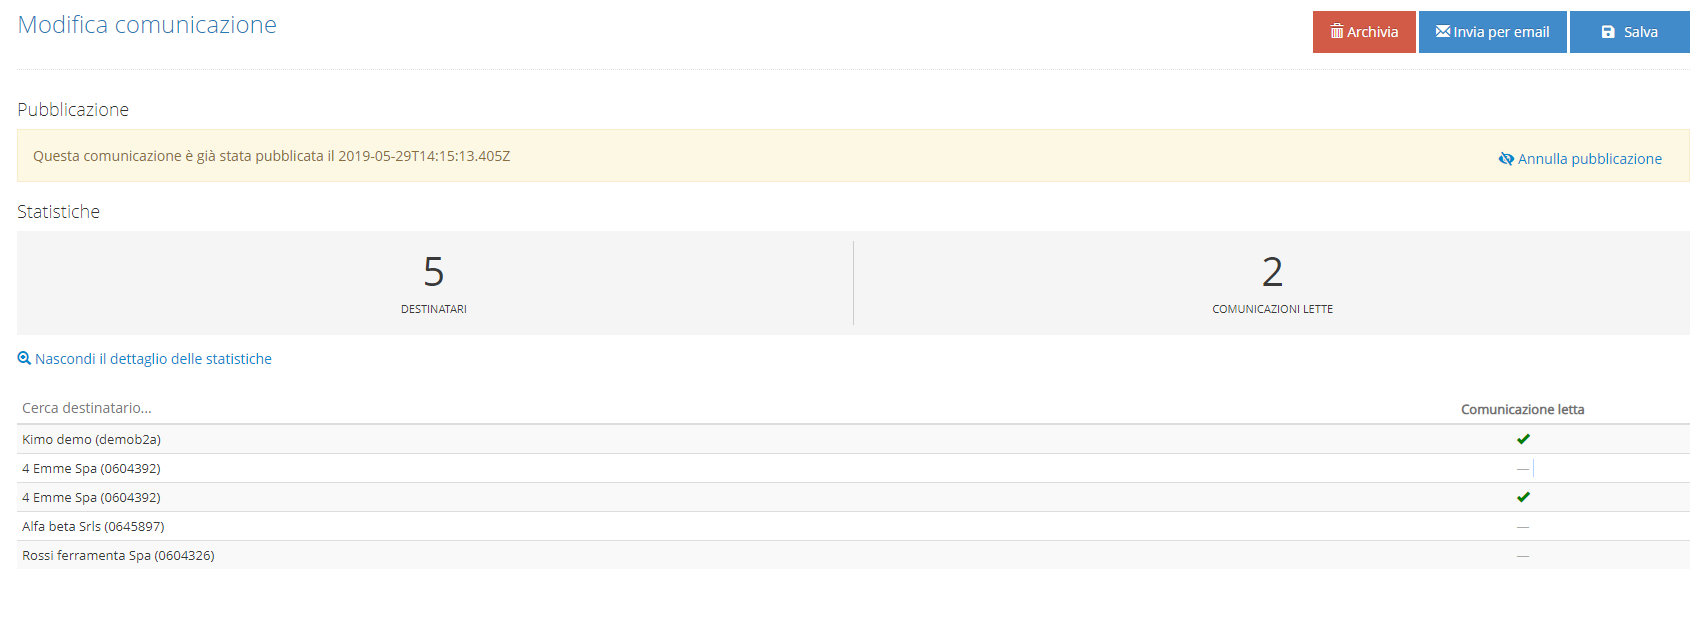 Modifica comunicazione
Archivia
Invia per email
Salva
Pubblicazione
Questa comunicazione è già stata pubblicata il 2019-05-29T14:15:13.405Z
Annulla pubblicazione
Statistiche
5
DESTINATARI
2
COMUNICAZIONI LETTE
Nascondi il dettaglio delle statistiche
Cerca destinatario...
Comunicazione letta
Kimo demo (demob2a)
4 Emme Spa (0604392)
—
4 Emme Spa (0604392)
Alfa beta Srls (0645897)
—
Rossi ferramenta Spa (0604326)
—